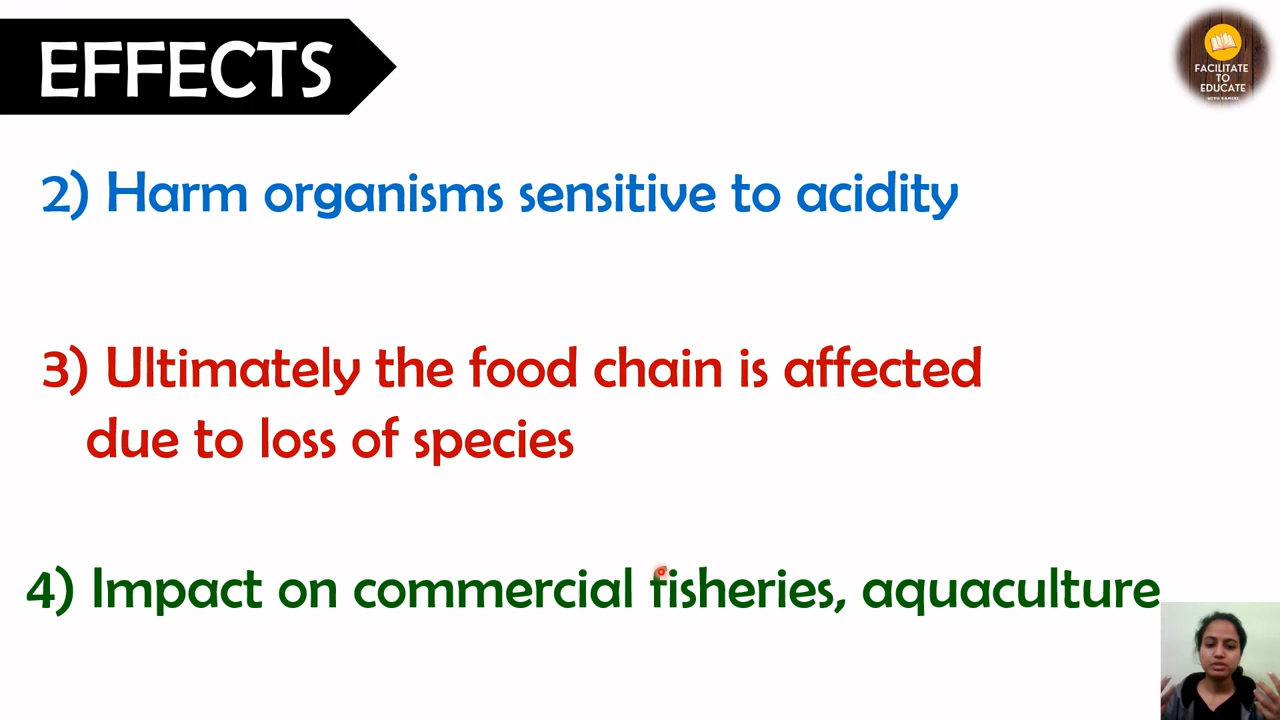 EFFECTS
FACILITATE
TO
EDUCATE
2) Harm organisms sensitive to acidity
3) Ultimately the food chain is affected
due to loss of species
4) Impact on commercial fisheries, aquaculture